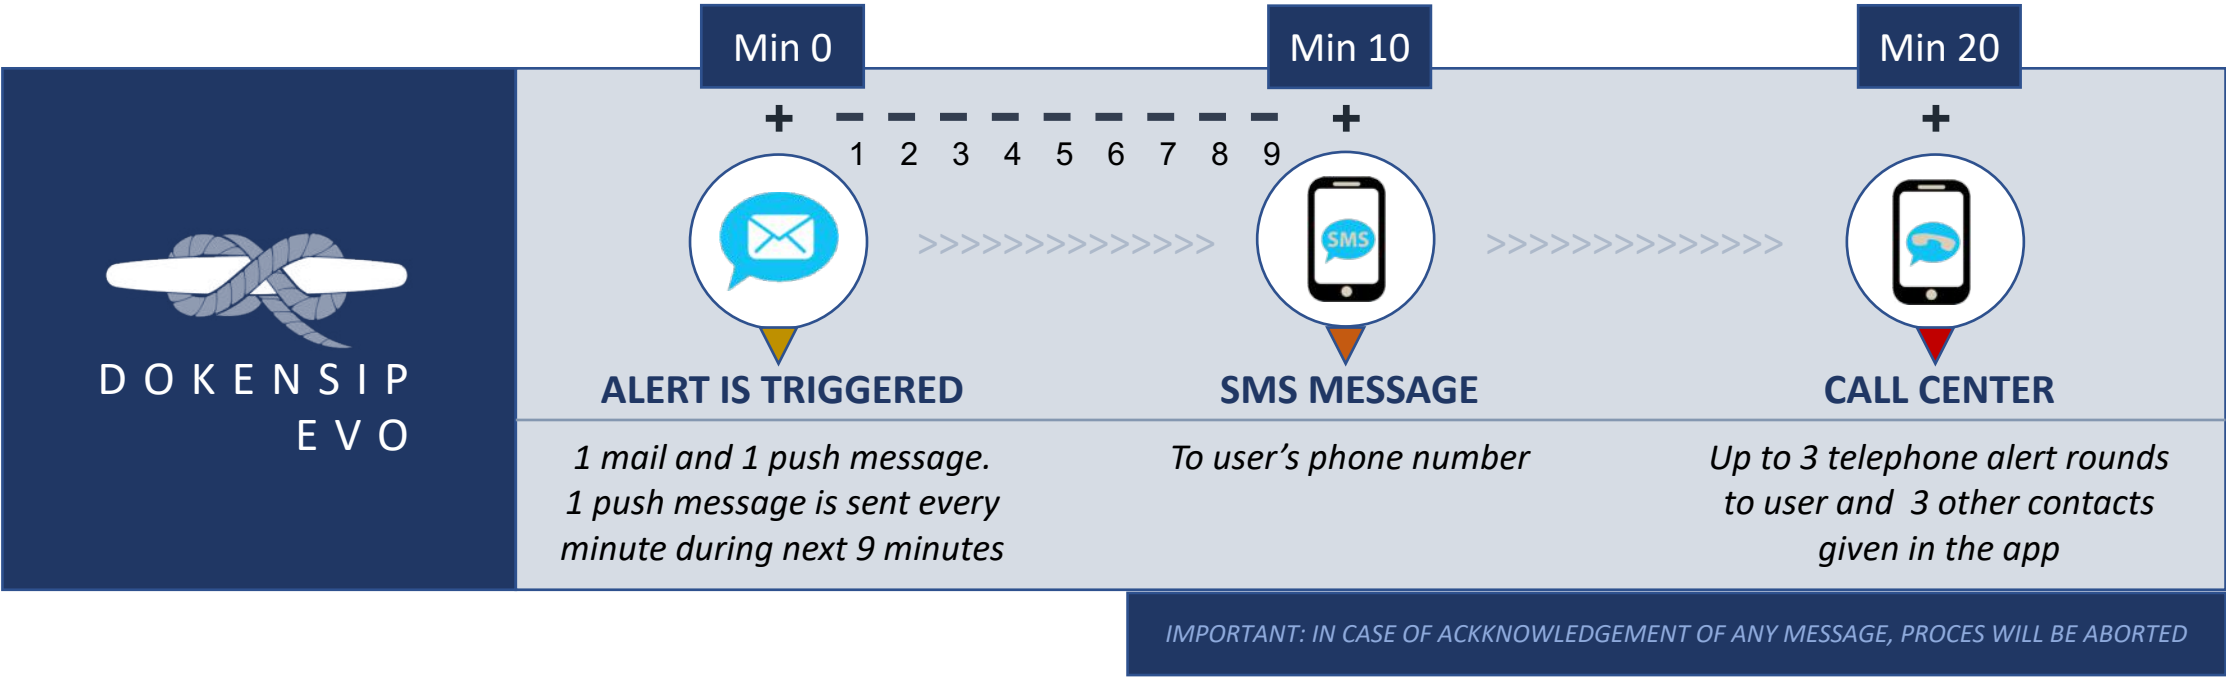 Min 0
Min 10
Min 20
1 2 3 4 5 6 7 8 9
SMS
DOKENSIP
EVO
ALERT IS TRIGGERED
SMS MESSAGE
CALL CENTER
1 mail and 1 push message.
1 push message is sent every
minute during next 9 minutes
To user's phone number
Up to 3 telephone alert rounds
to user and 3 other contacts
given in the app
IMPORTANT: IN CASE OF ACKKNOWLEDGEMENT OF ANY MESSAGE, PROCES WILL BE ABORTED